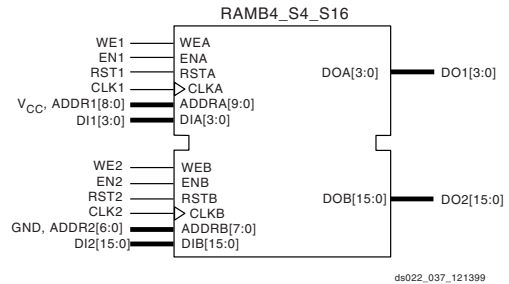 RAMB4_S4_S16
WE1 WEA
EN1 ENA
RST1 RSTA DOA[3:0] DO1[3:0]
CLK1 CLKA
VCC, ADDR1[8:0] ADDRA[9:0]
DI1[3:0] DIA[3:0]
WE2 WEB
EN2 ENB
RST2 RSTB DOB[15:0] DO2[15:0]
CLK2 CLKB
GND, ADDR2[6:0] ADDRB[7:0]
DI2[15:0] DIB[15:0]
ds022_037_121399